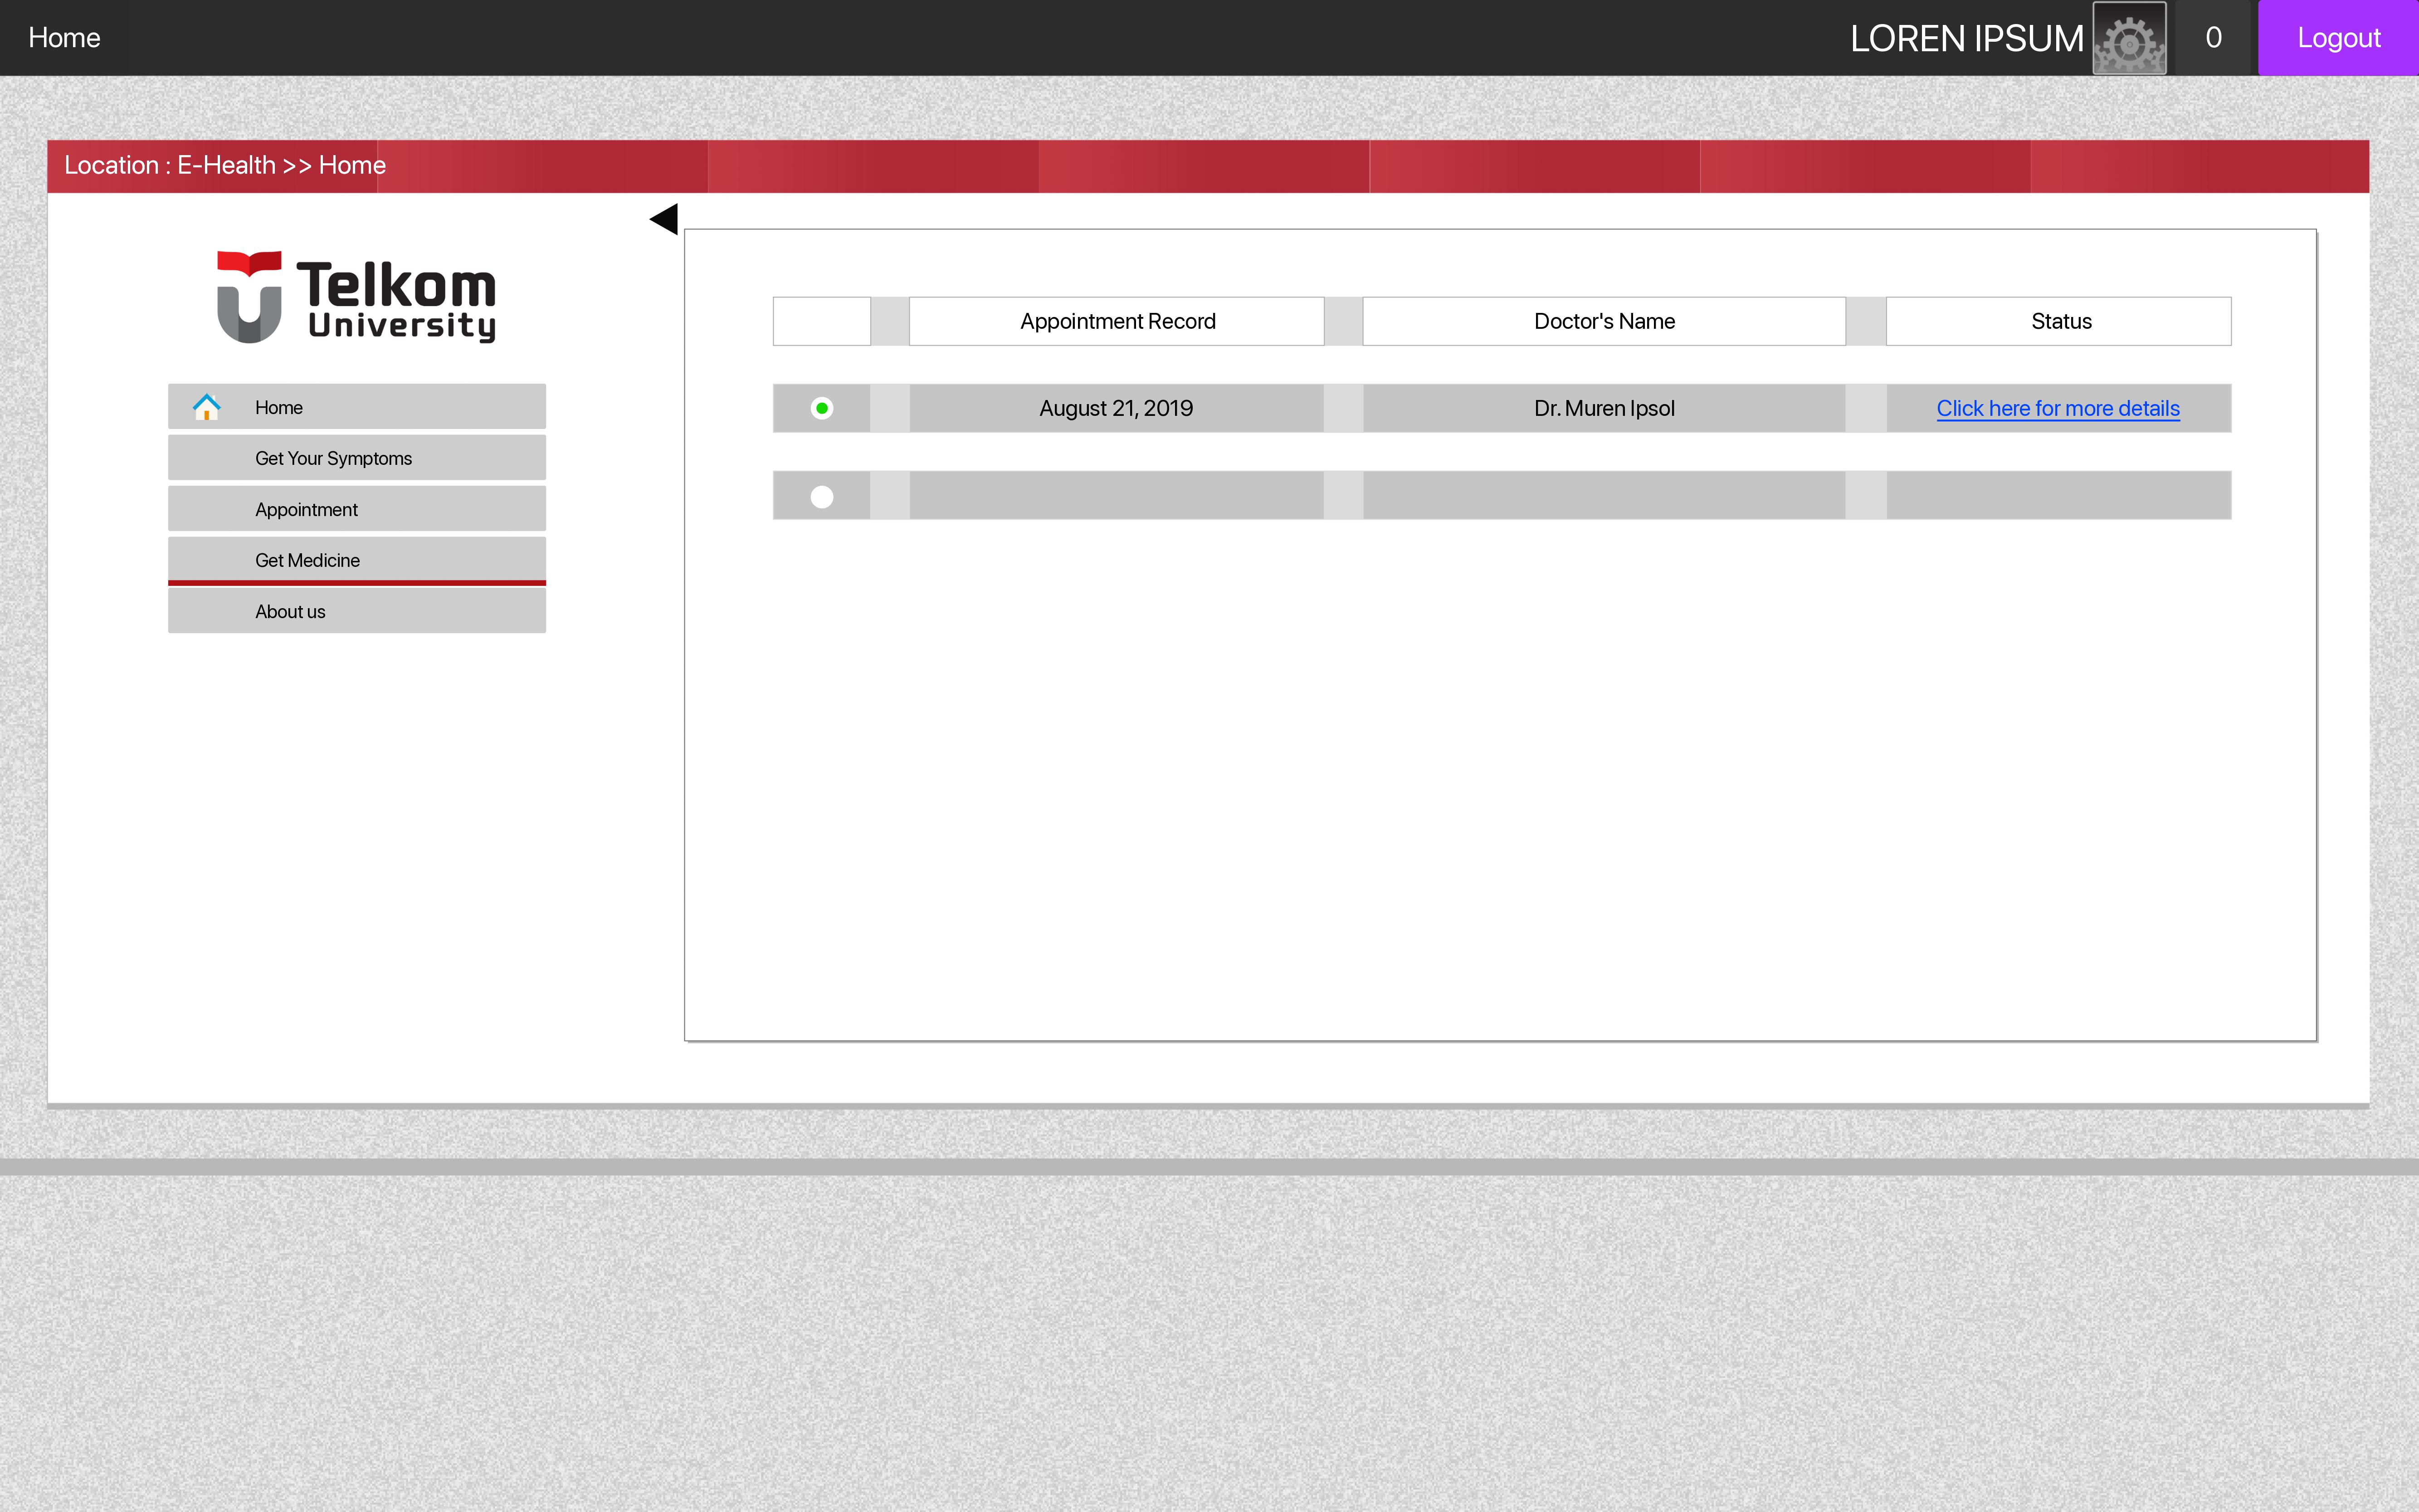 Home
LOREN IPSUM
0
Logout
Location : E-Health >> Home
Telkom
University
Home
Get Your Symptoms
Appointment
Get Medicine
About us
Appointment Record
Doctor's Name
Status
August 21, 2019
Dr. Muren Ipsol
Click here for more details